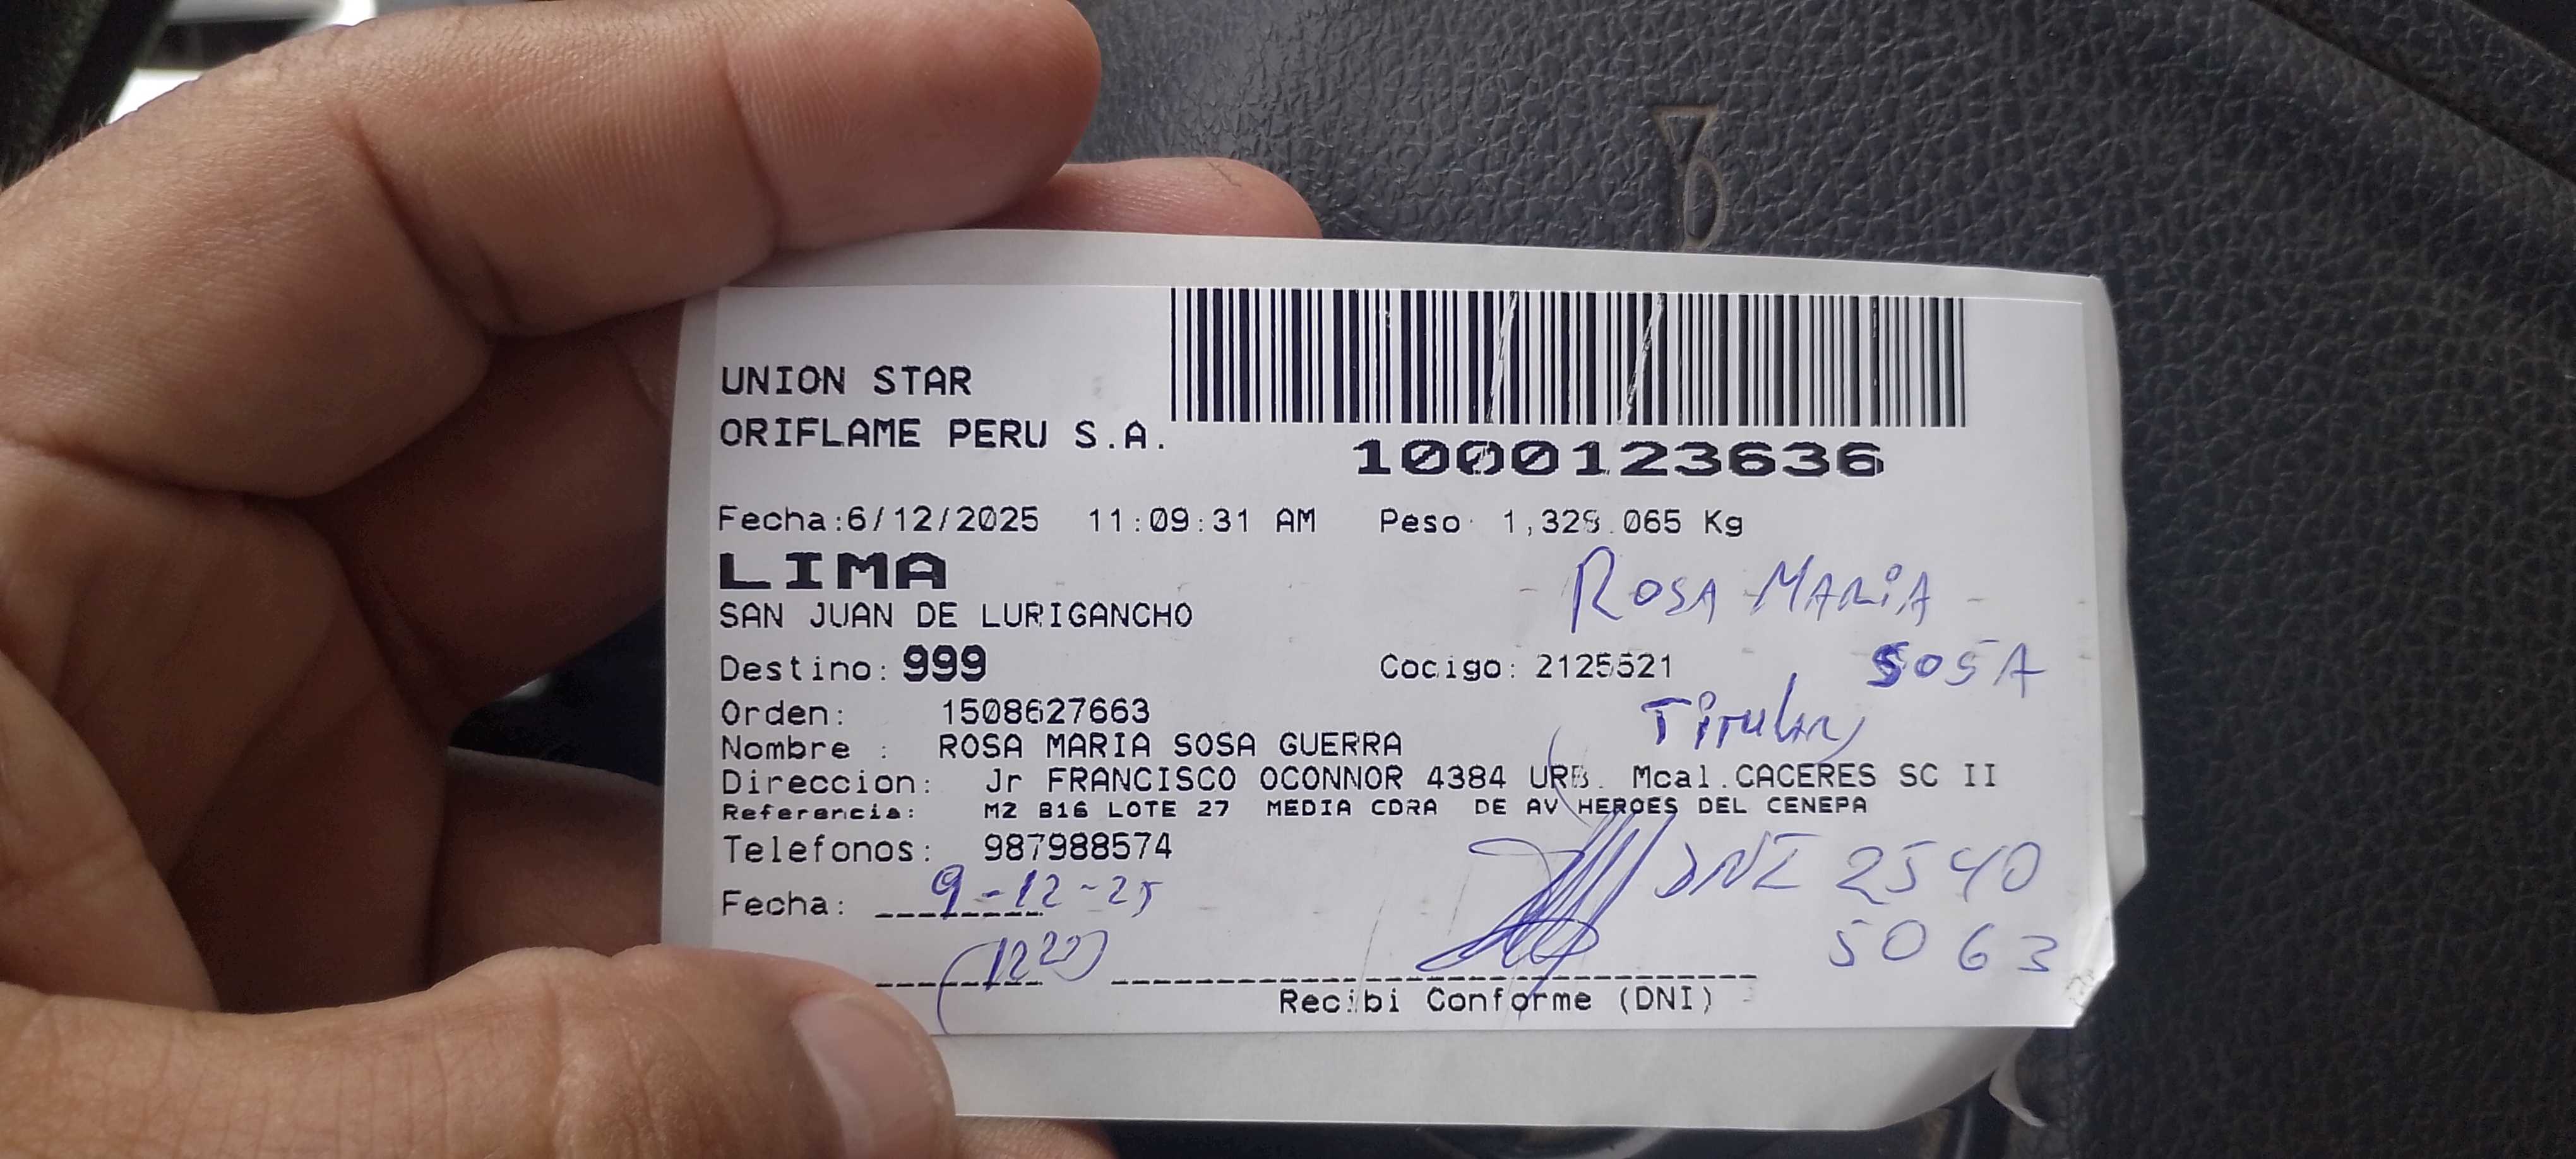 UNION STAR
ORIFLAME PERU S.A.
1000123636
Fecha:6/12/2025 11:09:31 AM Peso 1,329.065 Kg
LIMA
ROSA MARIA
SAN JUAN DE LURIGANCHO
SOSA
Destino: 999 Cocigo: 2125521
Titular
Orden: 1508627663
Nombre : ROSA MARIA SOSA GUERRA
Direccion: Jr FRANCISCO OCONNOR 4384 URB. Mcal.CACERES SC II
Referencia: MZ B16 LOTE 27 MEDIA CDRA DE AV HEROES DEL CENEPA
Telefonos: 987988574
DNI 2540
Fecha: 9-12-25
5063
(12 20)
Recibi Conforme (DNI)